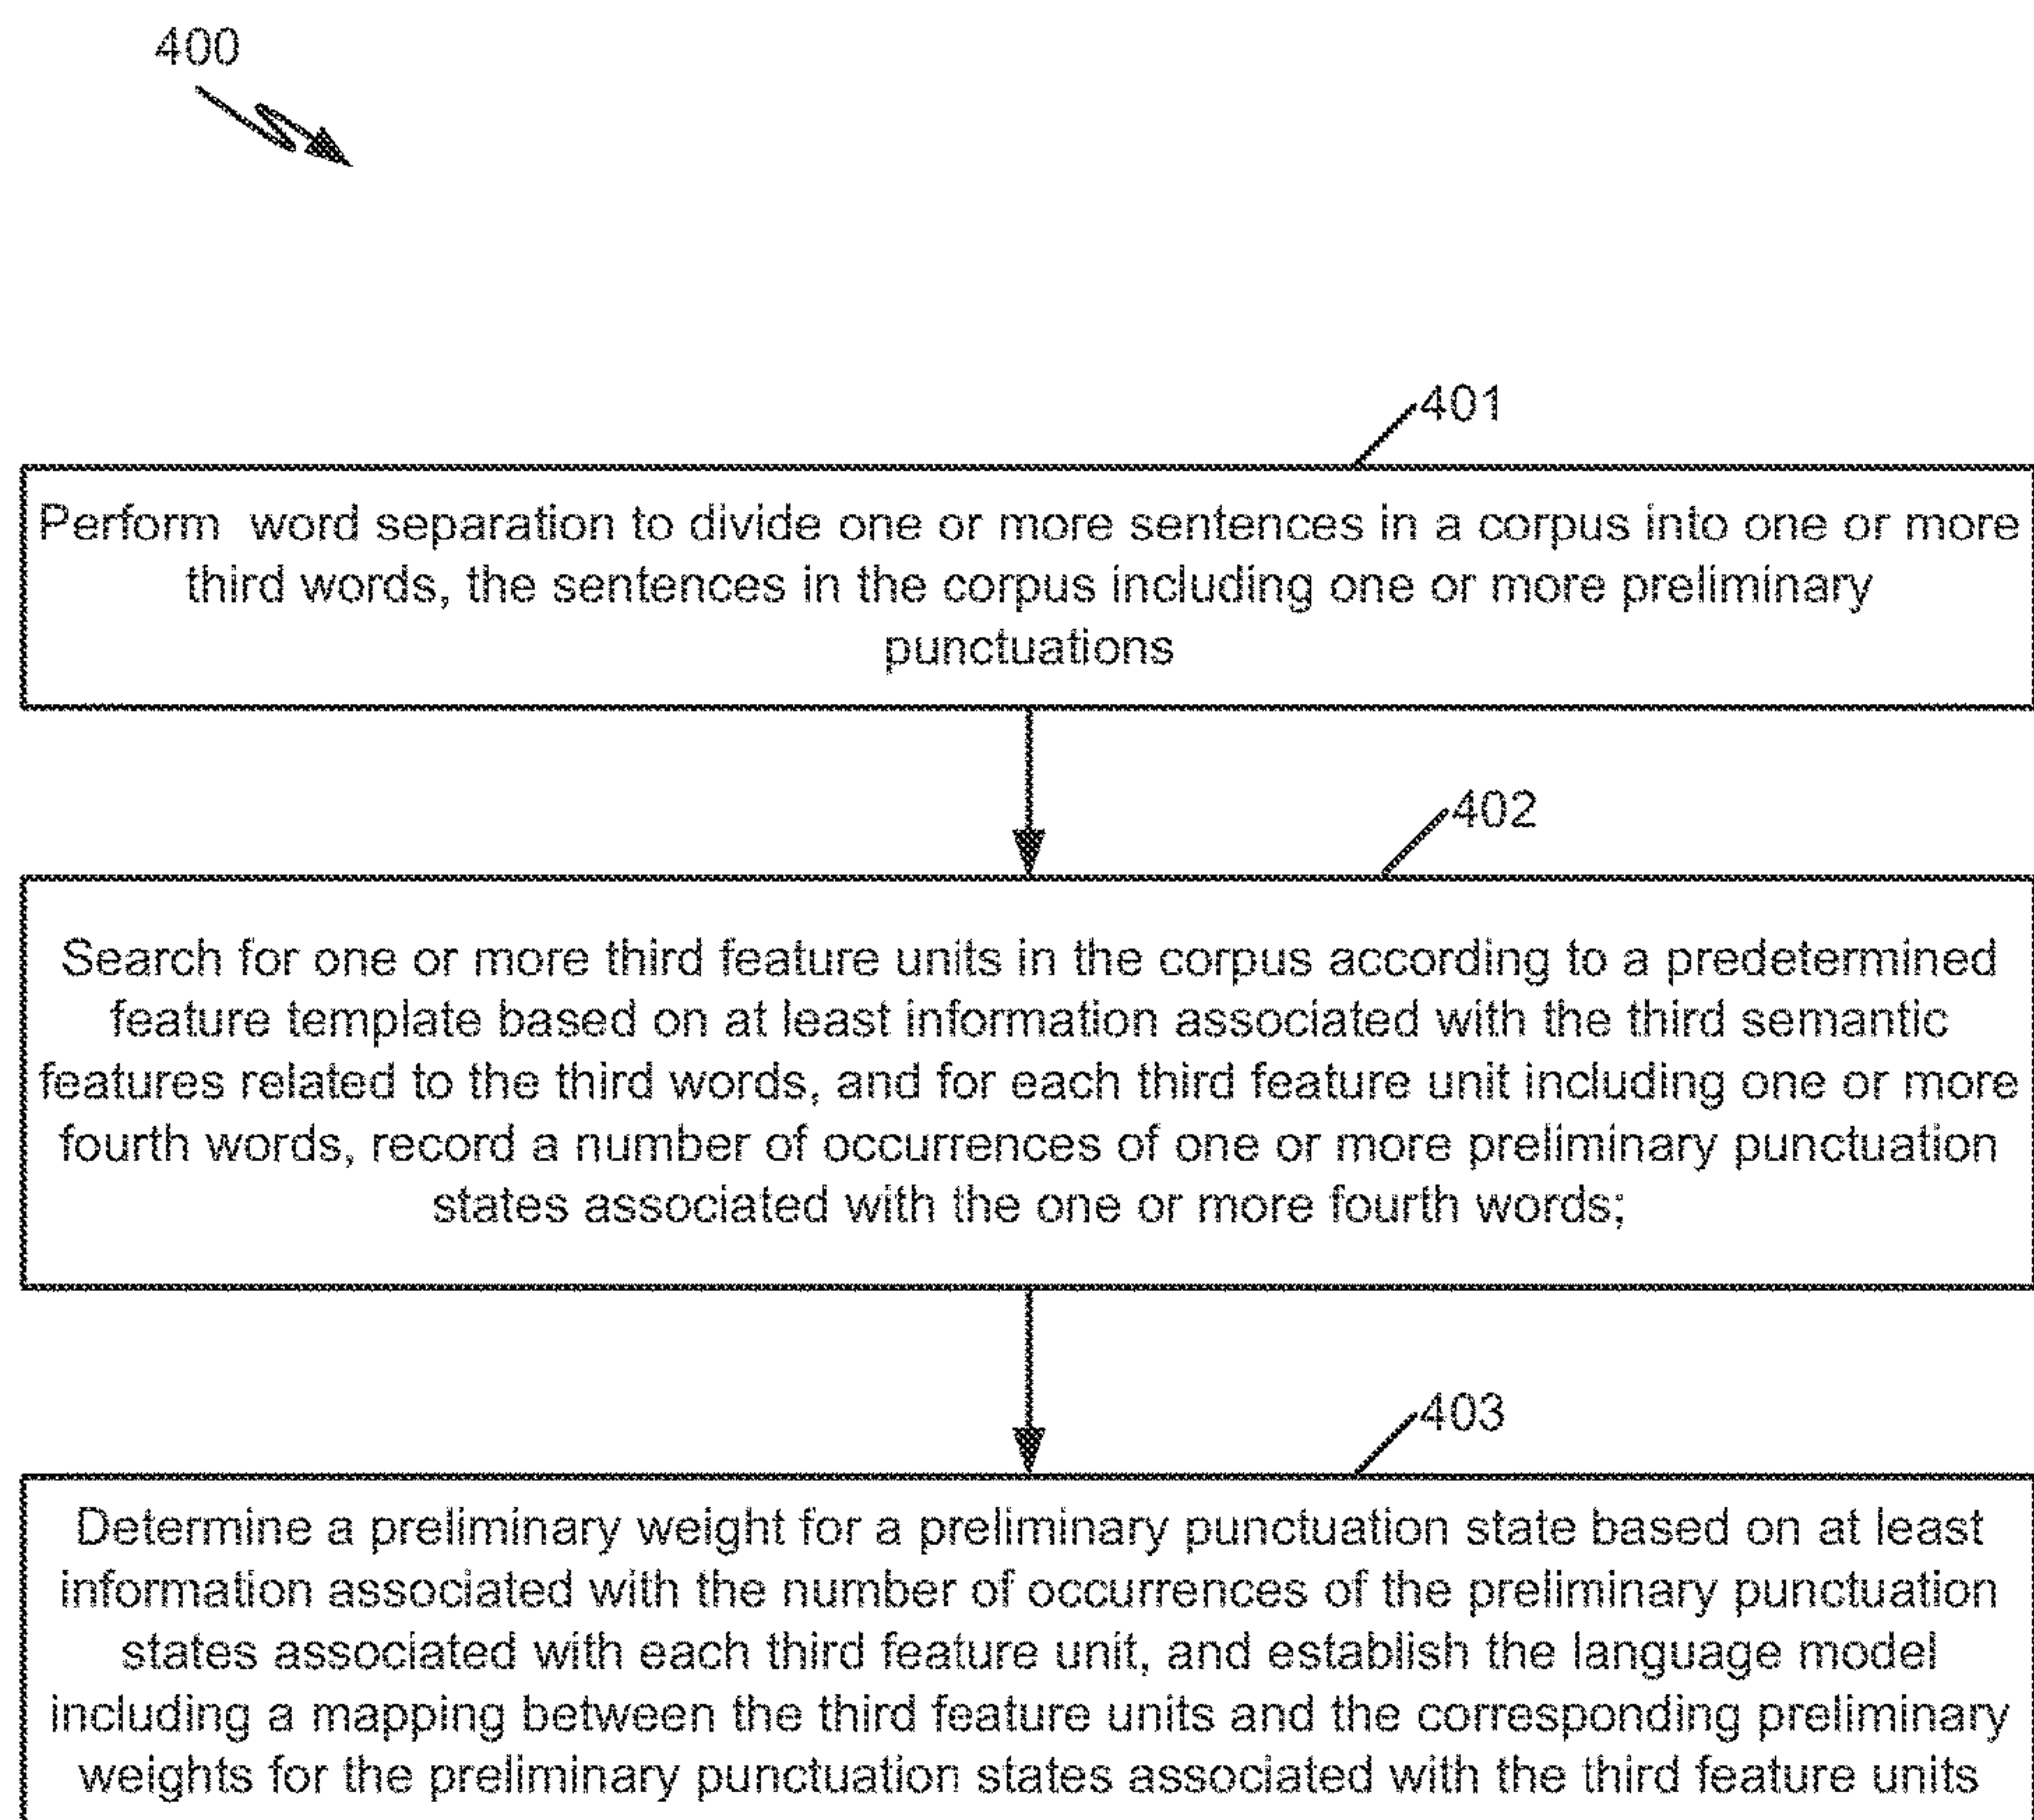 400
401
Perform word separation to divide one or more sentences in a corpus into one or more
third words, the sentences in the corpus including one or more preliminary
punctuations
402
Search for one or more third feature units in the corpus according to a predetermined
feature template based on at least information associated with the third semantic
features related to the third words, and for each third feature unit including one or more
fourth words, record a number of occurrences of one or more preliminary punctuation
states associated with the one or more fourth words;
403
Determine a preliminary weight for a preliminary punctuation state based on at least
information associated with the number of occurrences of the preliminary punctuation
states associated with each third feature unit, and establish the language model
including a mapping between the third feature units and the corresponding preliminary
weights for the preliminary punctuation states associated with the third feature units